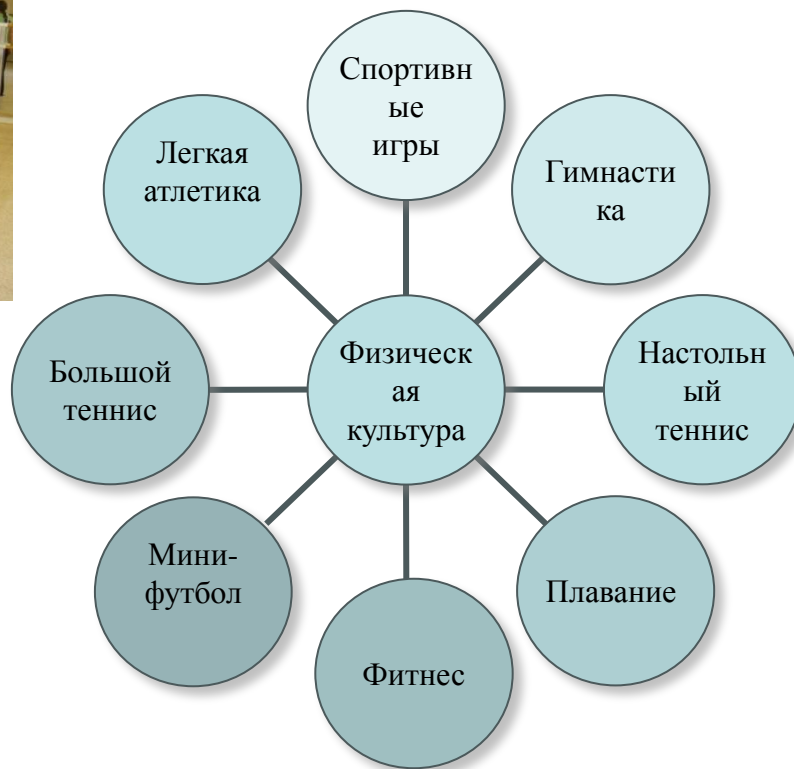 Спортивн
ые
игры
Гимнасти
ка
Настольн
ый
теннис
Плавание
Фитнес
Мини-
футбол
Большой
теннис
Легкая
атлетика
Физическ
ая
культура